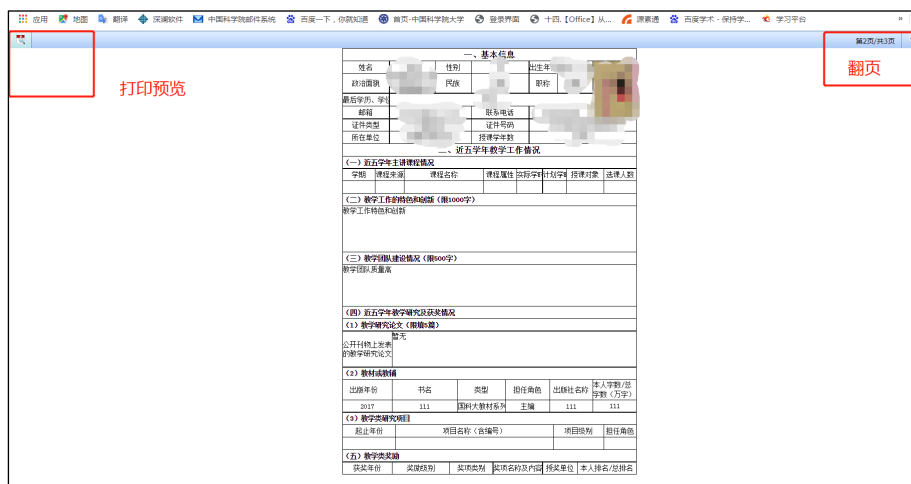 应用 地图 翻译 深澜软件 中国科学院邮件系统 百度一下，你就知道 首页-中国科学院大学 登录界面 十四.【Office】从... 源素通 百度学术 - 保持学... 学习平台 »
第2页/共3页
打印预览
翻页
一、基本信息
姓名 性别 出生年
政治面貌 民族 职称
最后学历、学位
邮箱 联系电话
证件类型 证件号码
所在单位 授课学年数
二、近五学年教学工作情况
（一）近五学年主讲课程情况
学期 课程来源 课程名称 课程属性 实际学时 计划学时 授课对象 选课人数
（二）教学工作的特色和创新（限1000字）
教学工作特色和创新
（三）教学团队建设情况（限500字）
教学团队质量高
（四）近五学年教学研究及获奖情况
（1）教学研究论文（限填5篇）
公开刊物上发表的教学研究论文 暂无
（2）教材或教辅
出版年份 书名 类型 担任角色 出版社名称 本人字数/总字数（万字）
2017 111 国科大教材系列 主编 111 111
（3）教学类研究项目
起止年份 项目名称（含编号） 项目级别 担任角色
（五）教学类奖励
获奖年份 奖励级别 奖项类别 奖项名称及内容 授奖单位 本人排名/总排名